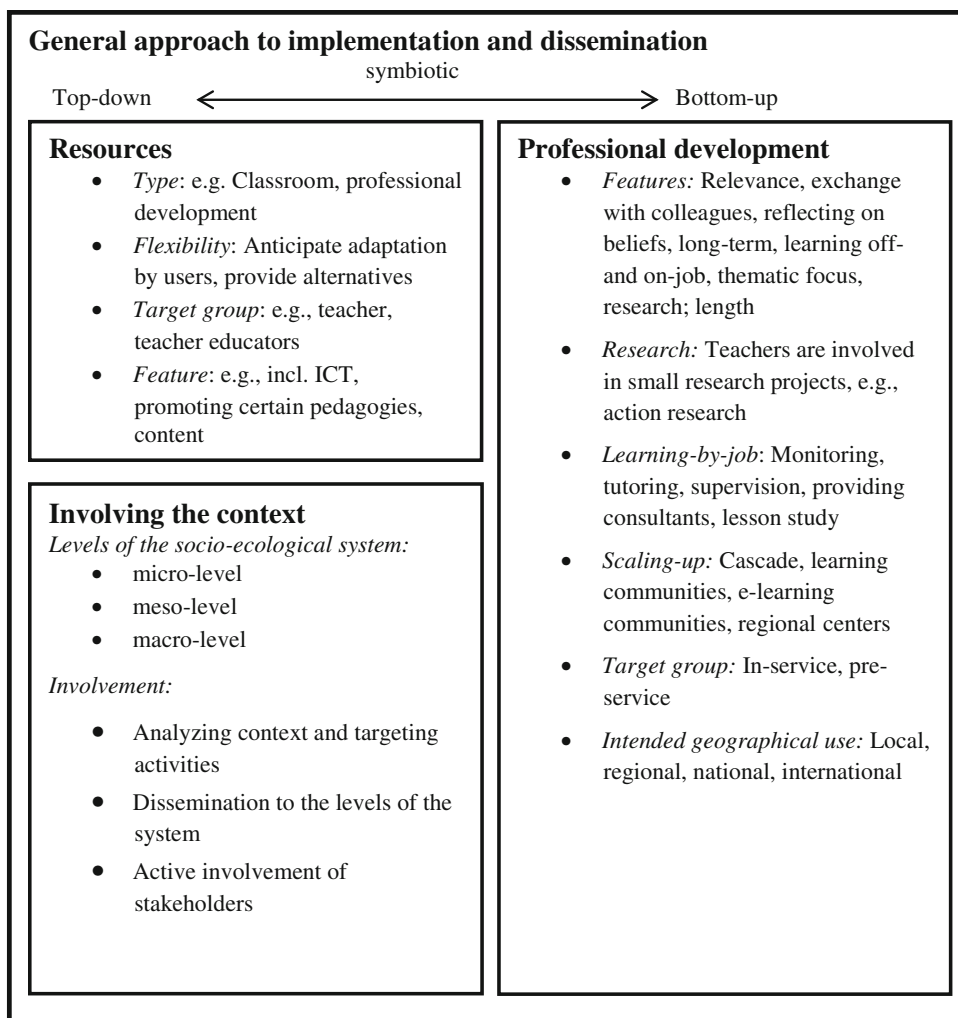 General approach to implementation and dissemination
symbiotic
Top-down
Bottom-up
Resources
• Type: e.g. Classroom, professional
development
• Flexibility: Anticipate adaptation
by users, provide alternatives
• Target group: e.g., teacher,
teacher educators
• Feature: e.g., incl. ICT,
promoting certain pedagogies,
content
Involving the context
Levels of the socio-ecological system:
• micro-level
• meso-level
• macro-level
Involvement:
• Analyzing context and targeting
activities
• Dissemination to the levels of the
system
• Active involvement of
stakeholders
Professional development
• Features: Relevance, exchange
with colleagues, reflecting on
beliefs, long-term, learning off-
and on-job, thematic focus,
research; length
• Research: Teachers are involved
in small research projects, e.g.,
action research
• Learning-by-job: Monitoring,
tutoring, supervision, providing
consultants, lesson study
• Scaling-up: Cascade, learning
communities, e-learning
communities, regional centers
• Target group: In-service, pre-
service
• Intended geographical use: Local,
regional, national, international